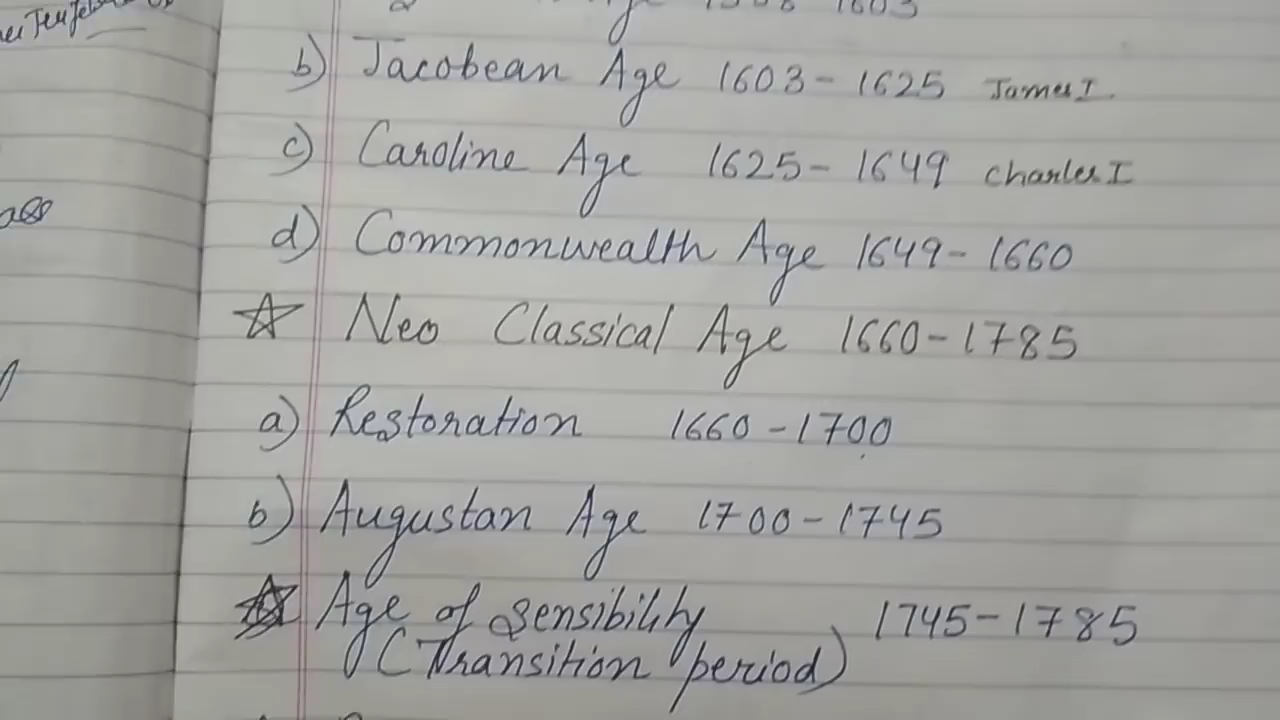 1603
b) Jacobean Age 1603 - 1625 James I.
c) Caroline Age 1625 - 1649 Charles I
d) Commonwealth Age 1649 - 1660
☆ Neo Classical Age 1660 - 1785
a) Restoration 1660 - 1700
b) Augustan Age 1700 - 1745
Age of Sensibility 1745 - 1785
(Transition period)